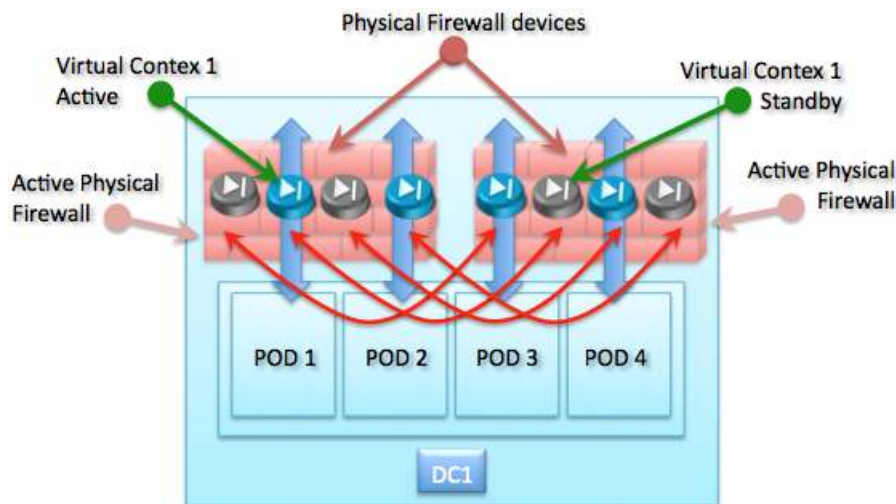 Physical Firewall devices
Virtual Contex 1
Active
Virtual Contex 1
Standby
Active Physical
Firewall
Active Physical
Firewall
POD 1
POD 2
POD 3
POD 4
DC1